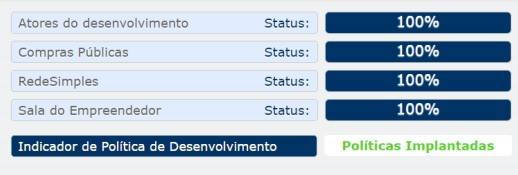 Atores do desenvolvimento Status: 100%
Compras Públicas Status: 100%
RedeSimples Status: 100%
Sala do Empreendedor Status: 100%
Indicador de Política de Desenvolvimento Políticas Implantadas